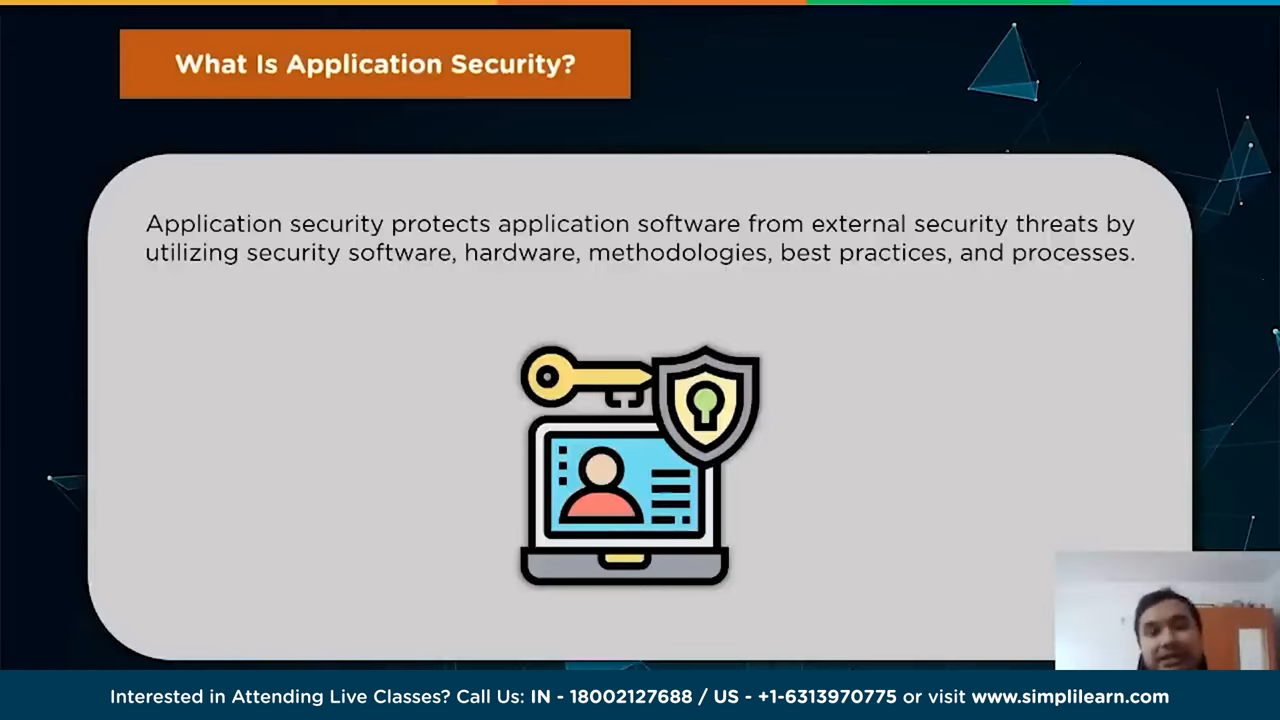 What Is Application Security?
Application security protects application software from external security threats by
utilizing security software, hardware, methodologies, best practices, and processes.
Interested in Attending Live Classes? Call Us: IN - 18002127688 / US - +1-6313970775 or visit www.simplilearn.com